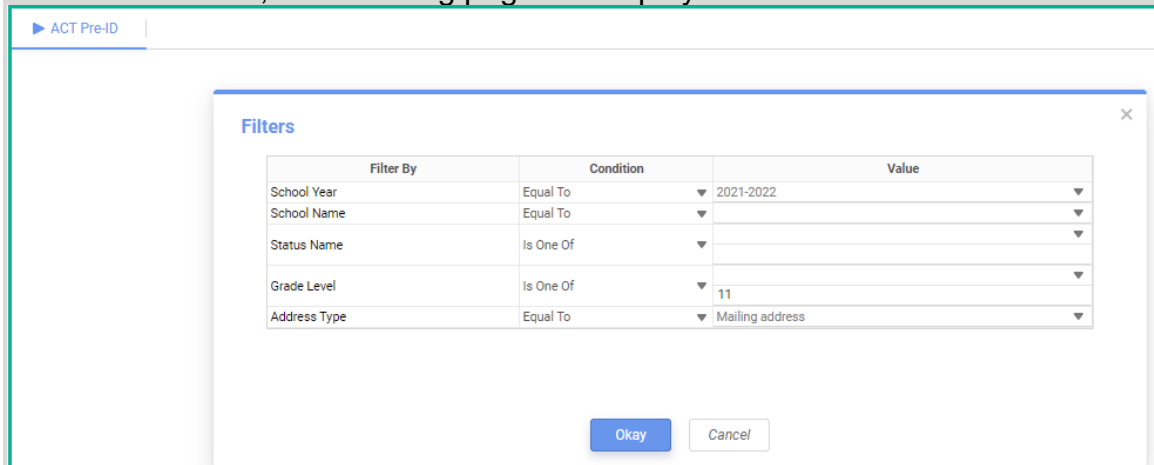 ACT Pre-ID
Filters
Filter By Condition Value
School Year Equal To 2021-2022
School Name Equal To
Status Name Is One Of
Grade Level Is One Of
11
Address Type Equal To Mailing address
Okay Cancel